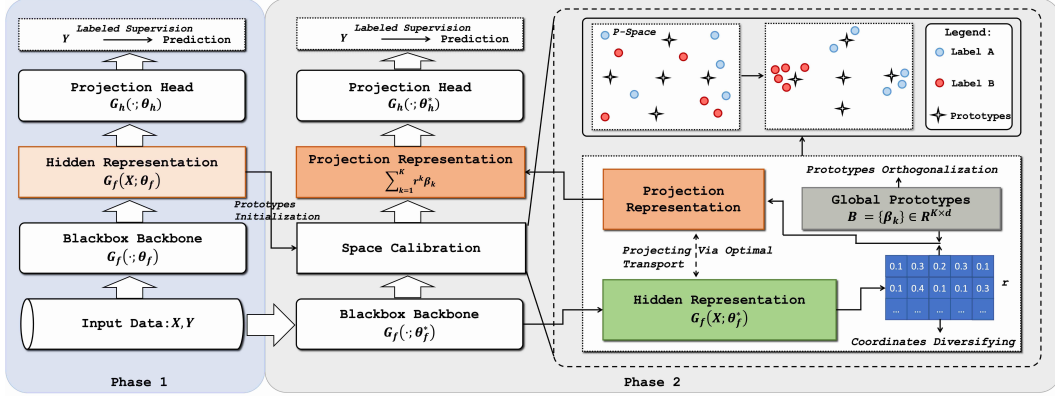 Labeled Supervision
Y Prediction
Projection Head
G_h(·; θ_h)
Hidden Representation
G_f(X; θ_f)
Blackbox Backbone
G_f(·; θ_f)
Input Data:X,Y
Phase 1
Prototypes
Initialization
Labeled Supervision
Y Prediction
Projection Head
G_h(·; θ_h^*)
Projection Representation
∑_{k=1}^{K} r^k β_k
Space Calibration
Blackbox Backbone
G_f(·; θ_f^*)
Phase 2
P-Space
Legend:
Label A
Label B
Prototypes
Prototypes Orthogonalization
Projection
Representation
Global Prototypes
B = {β_k} ∈ R^{K×d}
Projecting Via Optimal
Transport
Hidden Representation
G_f(X; θ_f^*)
0.1 0.3 0.2 0.3 0.1
0.1 0.4 0.1 0.1 0.3
... ... ... ... ...
r
Coordinates Diversifying